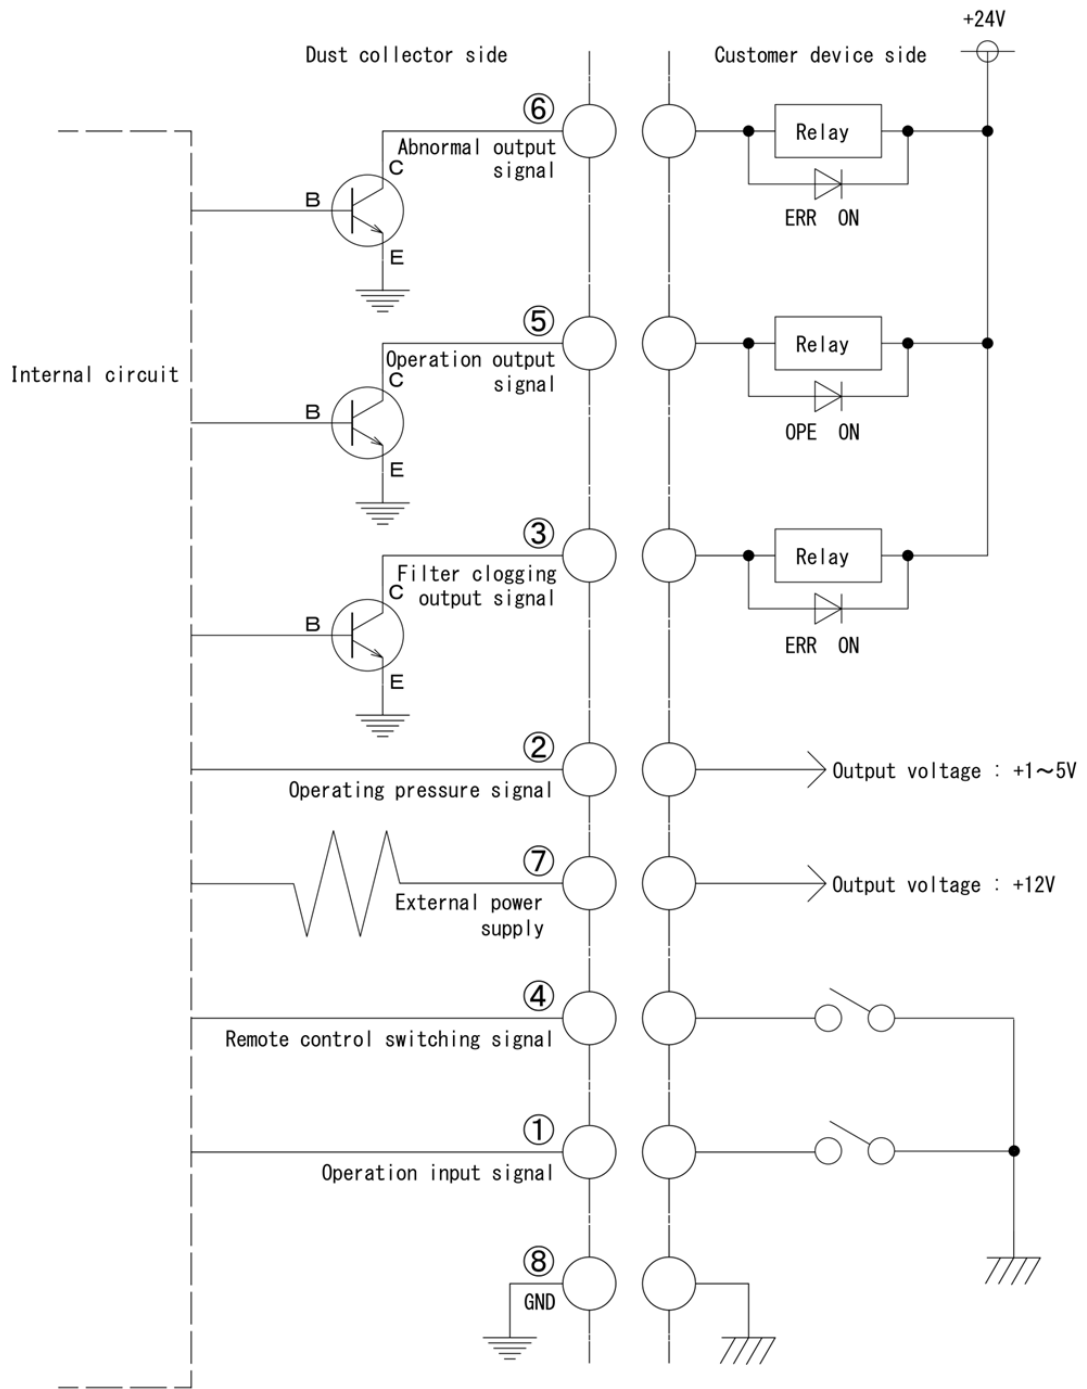 +24V
Dust collector side
Customer device side
⑥
Abnormal output
signal
C
B
E
Relay
ERR ON
⑤
Operation output
signal
C
B
E
Relay
OPE ON
Internal circuit
③
Filter clogging
output signal
C
B
E
Relay
ERR ON
②
Operating pressure signal
Output voltage : +1～5V
⑦
External power
supply
Output voltage : +12V
④
Remote control switching signal
①
Operation input signal
⑧
GND